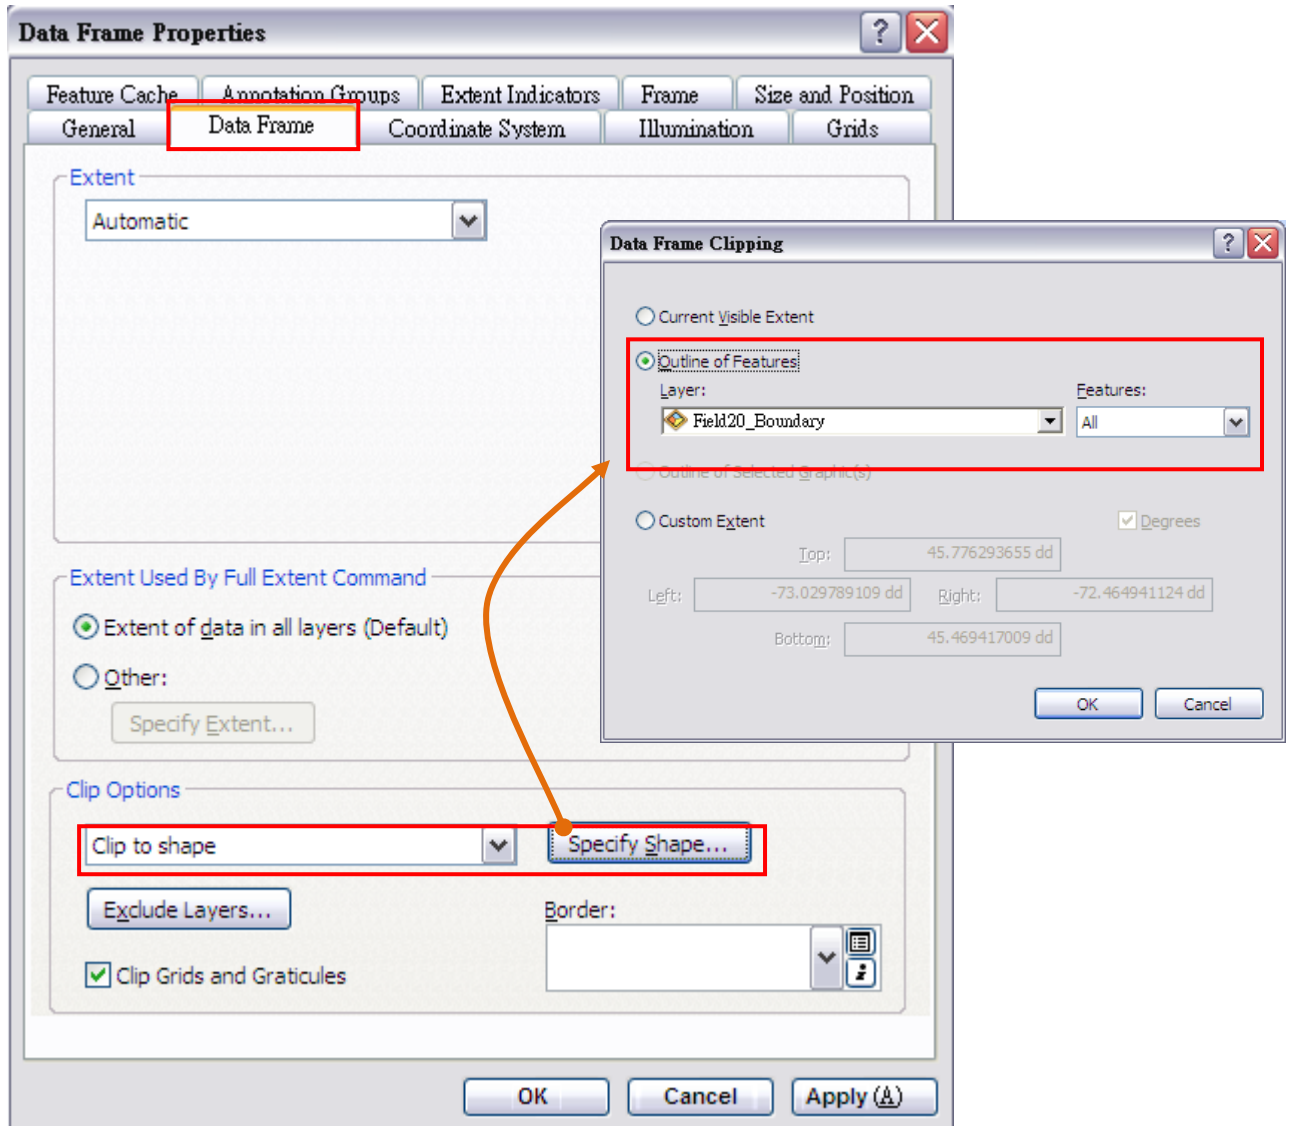 Data Frame Properties
Feature Cache Annotation Groups Extent Indicators Frame Size and Position
General Data Frame Coordinate System Illumination Grids
Extent
Automatic
Extent Used By Full Extent Command
Extent of data in all layers (Default)
Other:
Specify Extent...
Clip Options
Clip to shape Specify Shape...
Exclude Layers...
Border:
Clip Grids and Graticules
OK Cancel Apply (A)
Data Frame Clipping
Current Visible Extent
Outline of Features
Layer: Features:
Field20_Boundary All
Outline of Selected Graphic(s)
Custom Extent Degrees
Top: 45.776293655 dd
Left: -73.029789109 dd Right: -72.464941124 dd
Bottom: 45.469417009 dd
OK Cancel